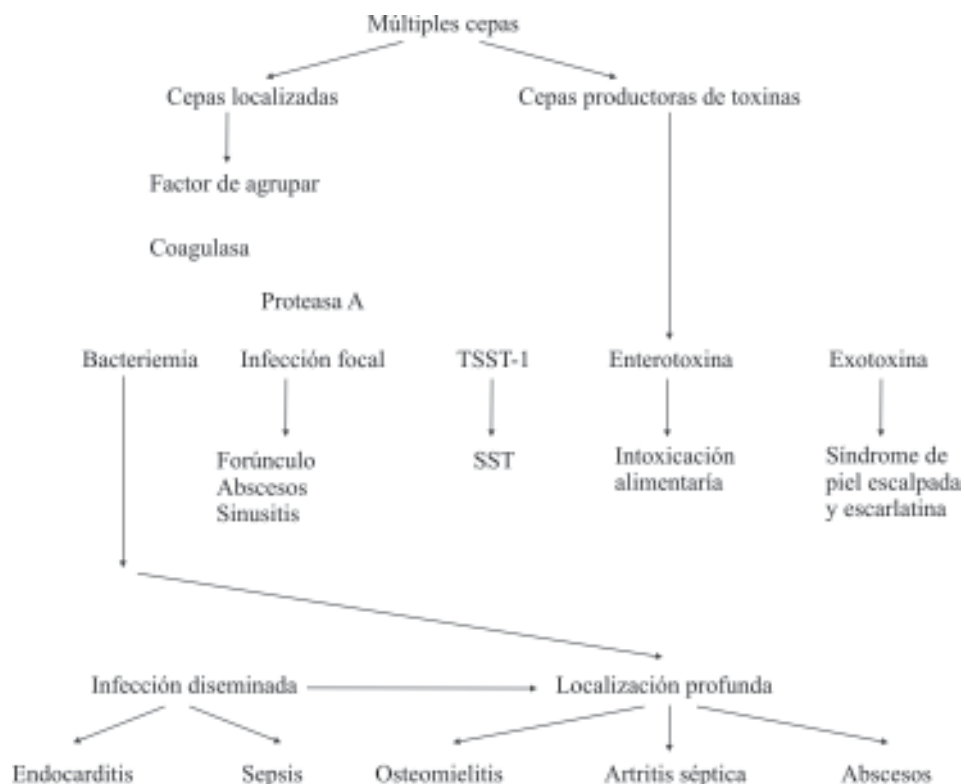 Múltiples cepas
Cepas localizadas
Cepas productoras de toxinas
Factor de agrupar
Coagulasa
Proteasa A
Bacteriemia
Infección focal
TSST-1
Enterotoxina
Exotoxina
Forúnculo
Abscesos
Sinusitis
SST
Intoxicación
alimentaría
Síndrome de
piel escalpada
y escarlatina
Infección diseminada
Localización profunda
Endocarditis
Sepsis
Osteomielitis
Artritis séptica
Abscesos